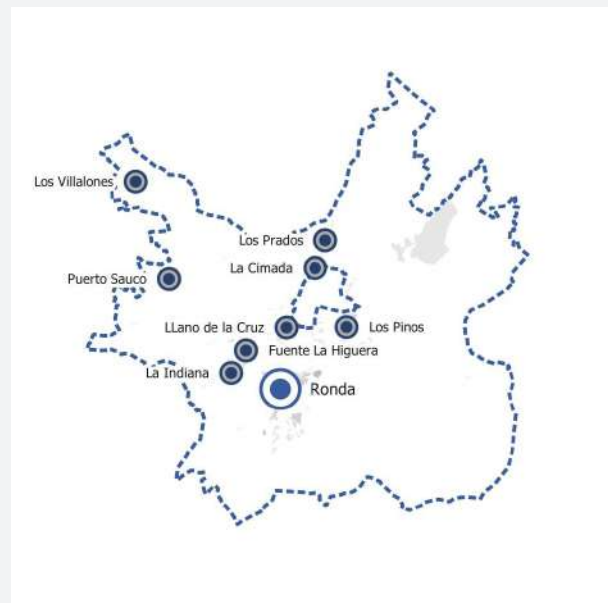 Los Villalones
Los Prados
La Cimada
Puerto Sauco
LLano de la Cruz
Los Pinos
Fuente La Higuera
La Indiana
Ronda